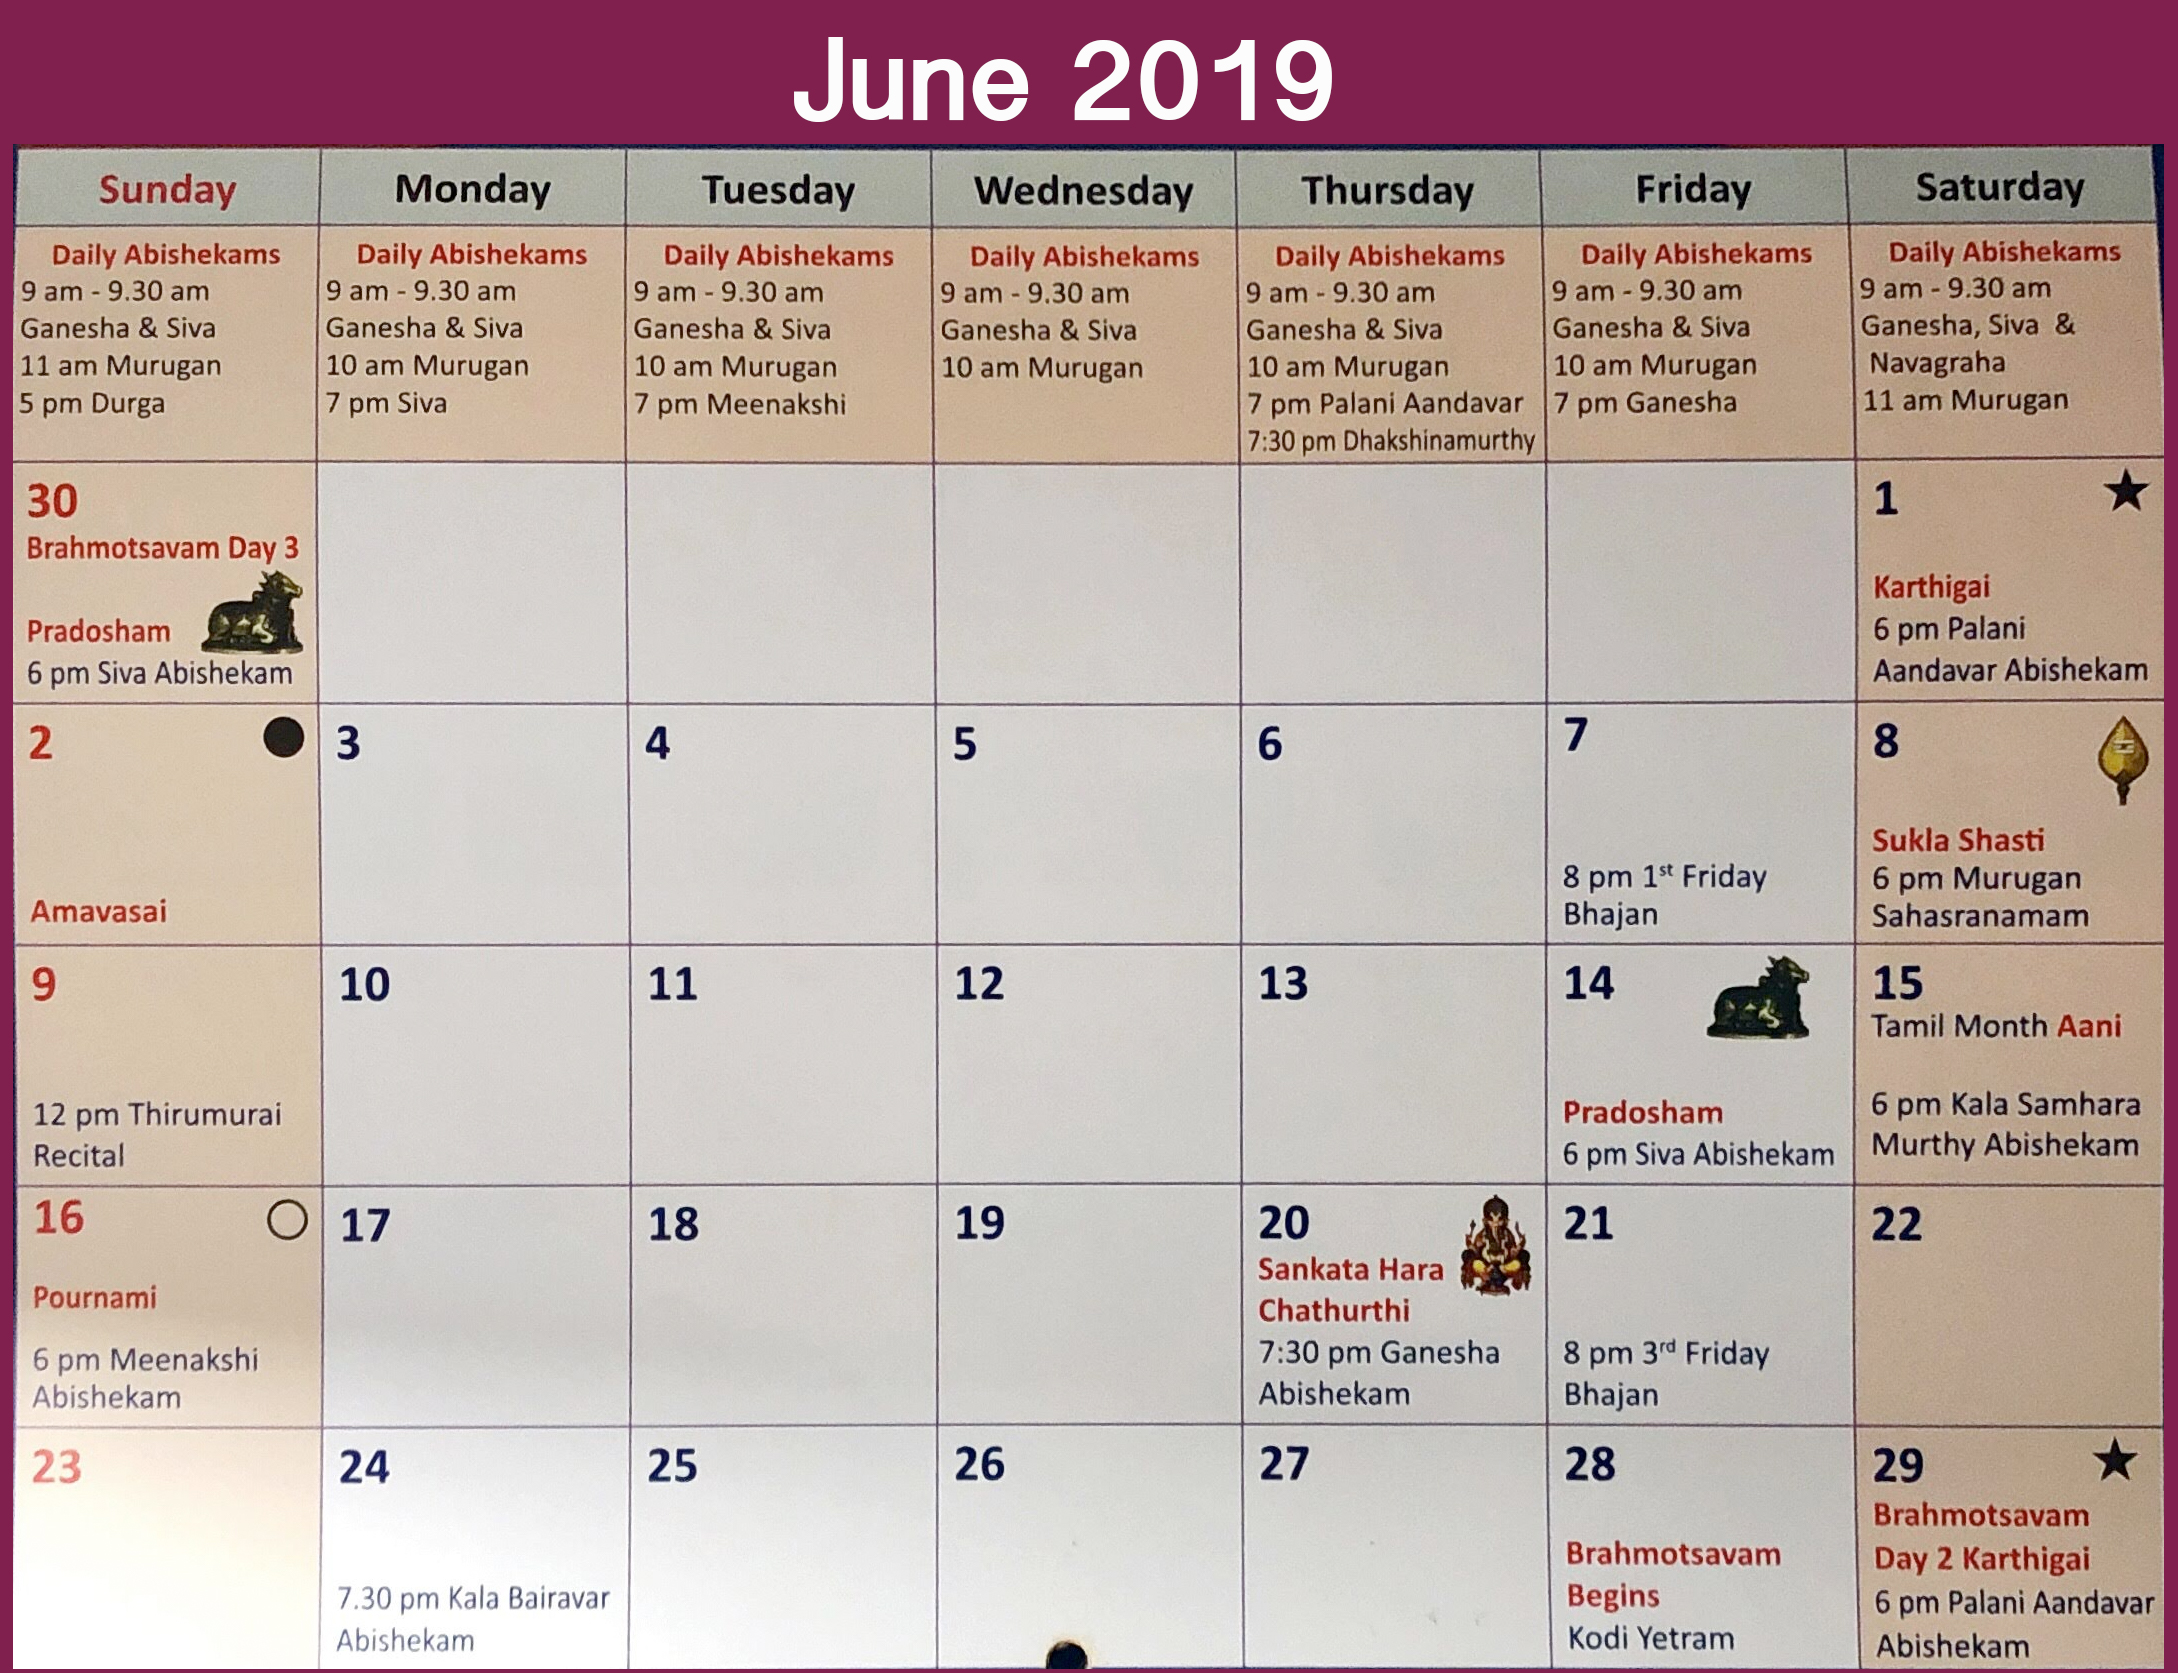 June 2019
Sunday
Monday
Tuesday
Wednesday
Thursday
Friday
Saturday
Daily Abishekams
9 am - 9.30 am
Ganesha & Siva
11 am Murugan
5 pm Durga
Daily Abishekams
9 am - 9.30 am
Ganesha & Siva
10 am Murugan
7 pm Siva
Daily Abishekams
9 am - 9.30 am
Ganesha & Siva
10 am Murugan
7 pm Meenakshi
Daily Abishekams
9 am - 9.30 am
Ganesha & Siva
10 am Murugan
Daily Abishekams
9 am - 9.30 am
Ganesha & Siva
10 am Murugan
7 pm Palani Aandavar
7:30 pm Dhakshinamurthy
Daily Abishekams
9 am - 9.30 am
Ganesha & Siva
10 am Murugan
7 pm Ganesha
Daily Abishekams
9 am - 9.30 am
Ganesha, Siva &
Navagraha
11 am Murugan
30
Brahmotsavam Day 3
Pradosham
6 pm Siva Abishekam
1
Karthigai
6 pm Palani
Aandavar Abishekam
2
Amavasai
3
4
5
6
7
8 pm 1st Friday
Bhajan
8
Sukla Shasti
6 pm Murugan
Sahasranamam
9
12 pm Thirumurai
Recital
10
11
12
13
14
Pradosham
6 pm Siva Abishekam
15
Tamil Month Aani
6 pm Kala Samhara
Murthy Abishekam
16
Pournami
6 pm Meenakshi
Abishekam
17
18
19
20
Sankata Hara
Chathurthi
7:30 pm Ganesha
Abishekam
21
8 pm 3rd Friday
Bhajan
22
23
24
7.30 pm Kala Bairavar
Abishekam
25
26
27
28
Brahmotsavam
Begins
Kodi Yetram
29
Brahmotsavam
Day 2 Karthigai
6 pm Palani Aandavar
Abishekam